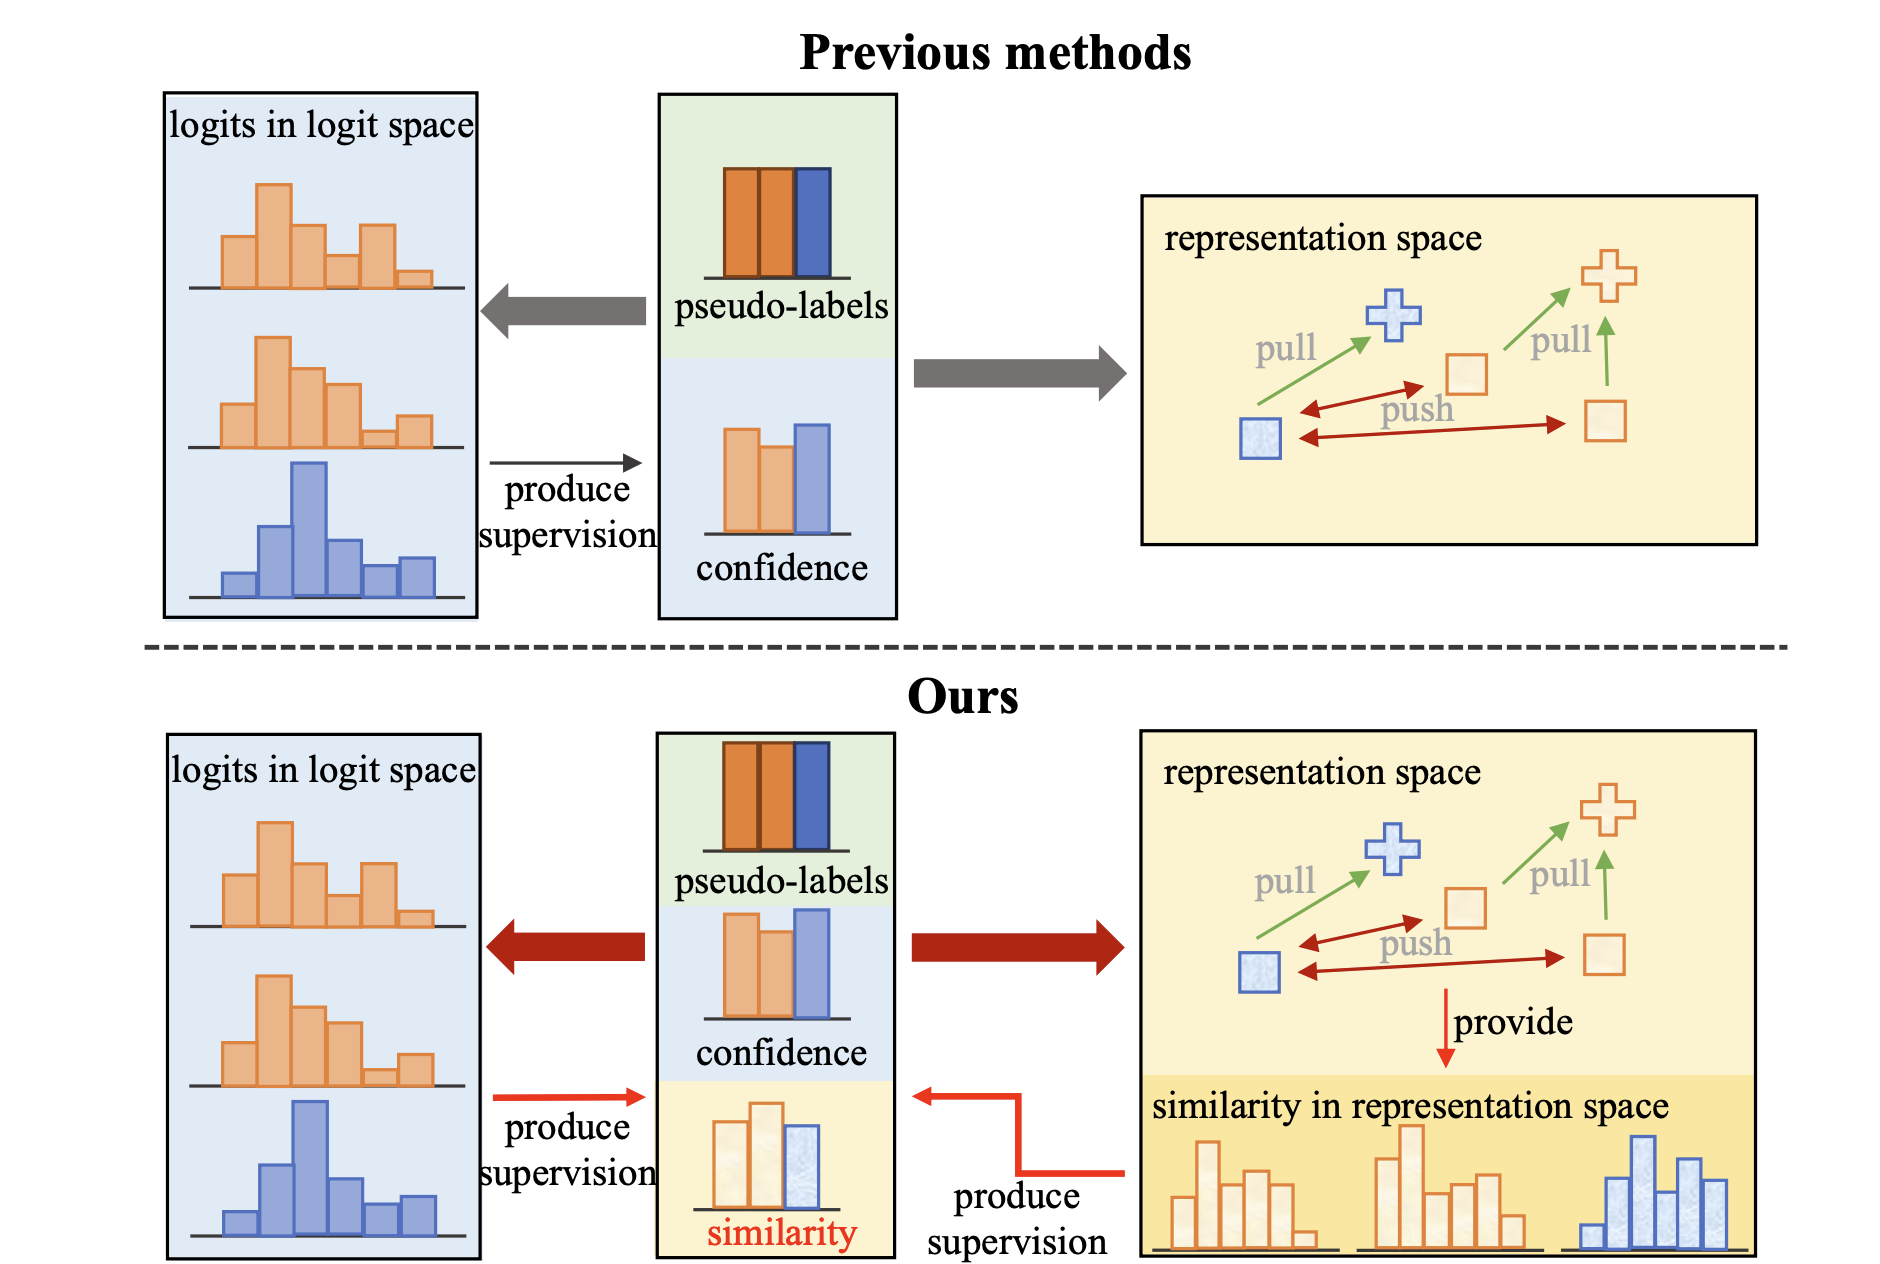 Previous methods
logits in logit space
pseudo-labels
produce
supervision
confidence
representation space
pull
pull
push
Ours
logits in logit space
produce
supervision
pseudo-labels
confidence
similarity
representation space
pull
pull
push
provide
similarity in representation space
produce
supervision